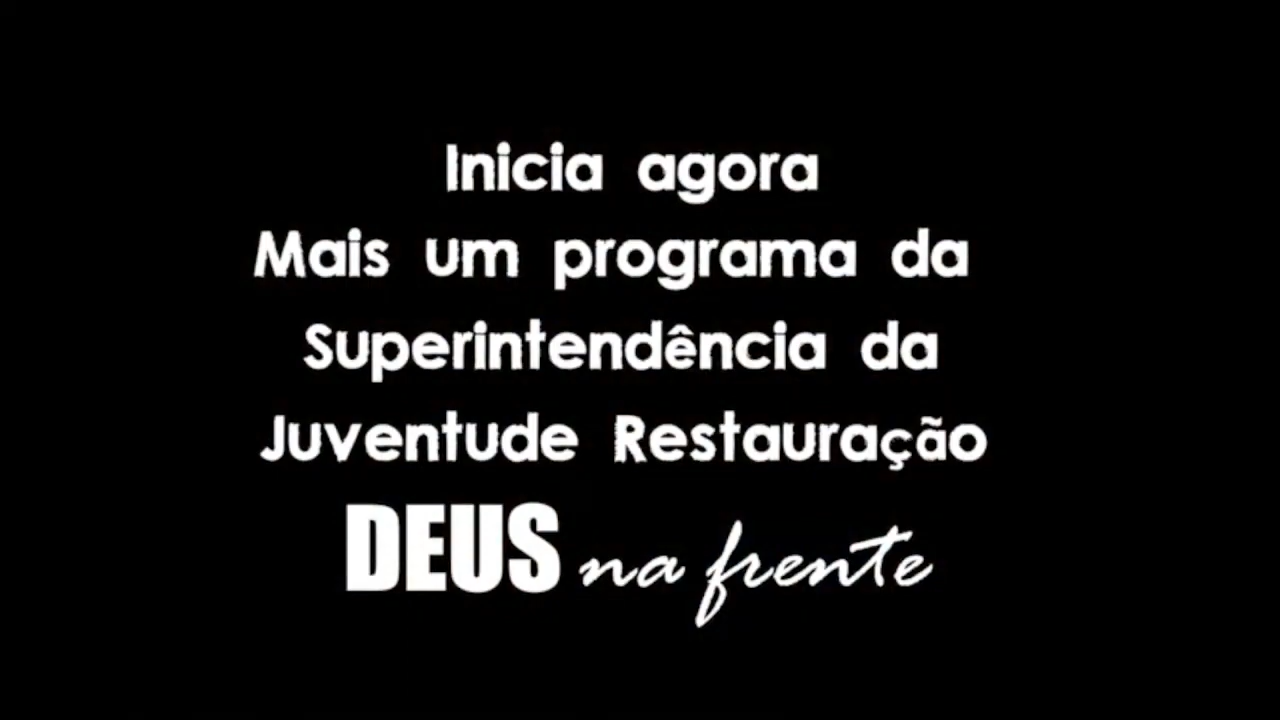 Inicia agora
Mais um programa da
Superintendência da
Juventude Restauração
DEUS na frente